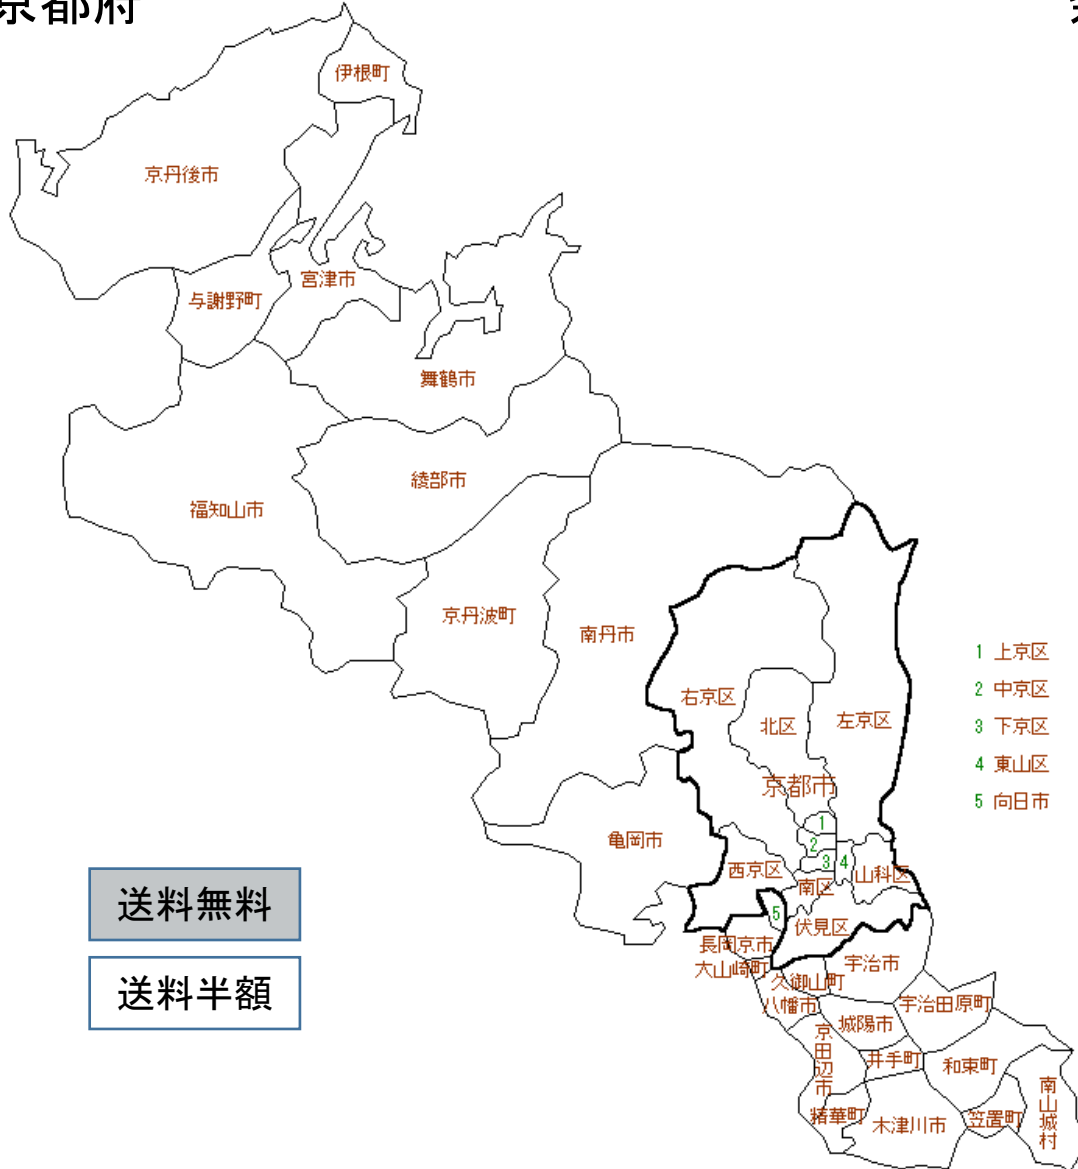 京都府
伊根町
京丹後市
宮津市
与謝野町
舞鶴市
綾部市
福知山市
京丹波町
南丹市
右京区
北区
左京区
京都市
1 上京区
2 中京区
3 下京区
4 東山区
5 向日市
1
2
3
4
5
亀岡市
西京区
南区
山科区
伏見区
長岡京市
大山崎町
久御山町
宇治市
八幡市
城陽市
宇治田原町
京田辺市
井手町
和束町
精華町
木津川市
笠置町
南山城村
送料無料
送料半額